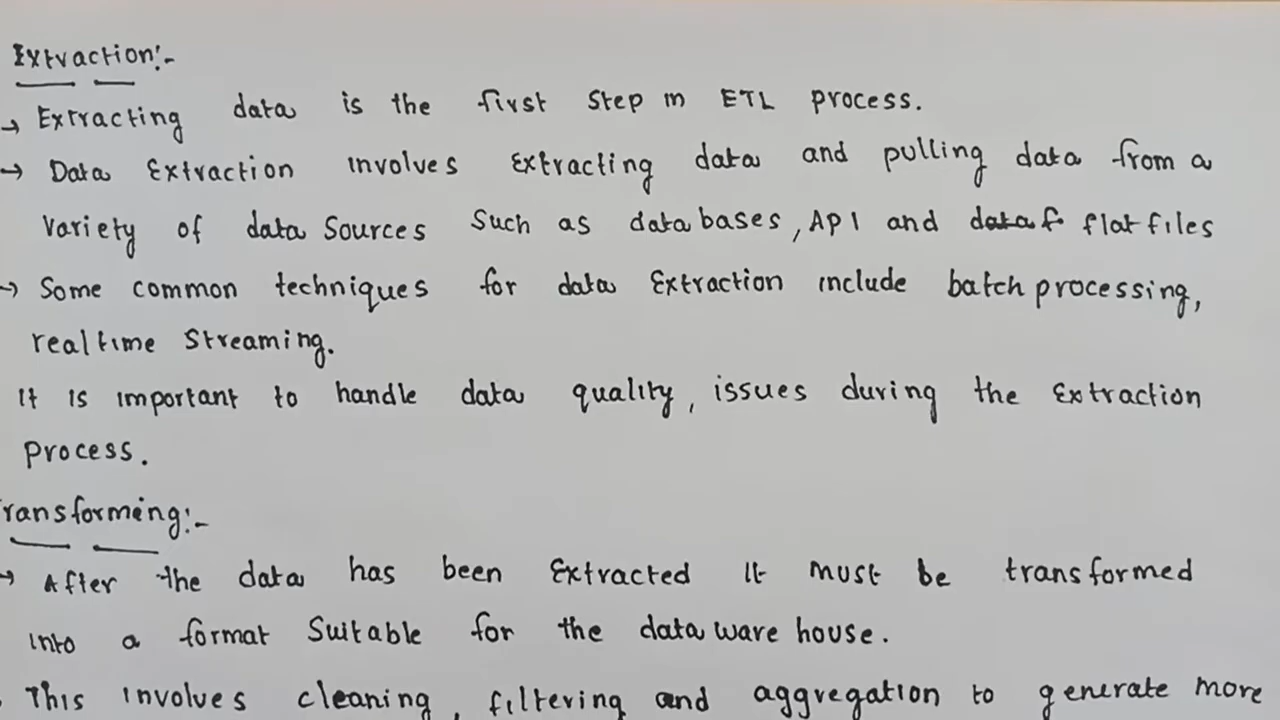 Extraction:-
→ Extracting data is the first step in ETL process.
→ Data Extraction involves extracting data and pulling data from a
variety of data sources such as databases, API and data f flat files
→ Some common techniques for data extraction include batch processing,
real time streaming.
It is important to handle data quality, issues during the extraction
process.
Transforming:-
→ After the data has been extracted it must be transformed
into a format suitable for the data ware house.
This involves cleaning, filtering and aggregation to generate more